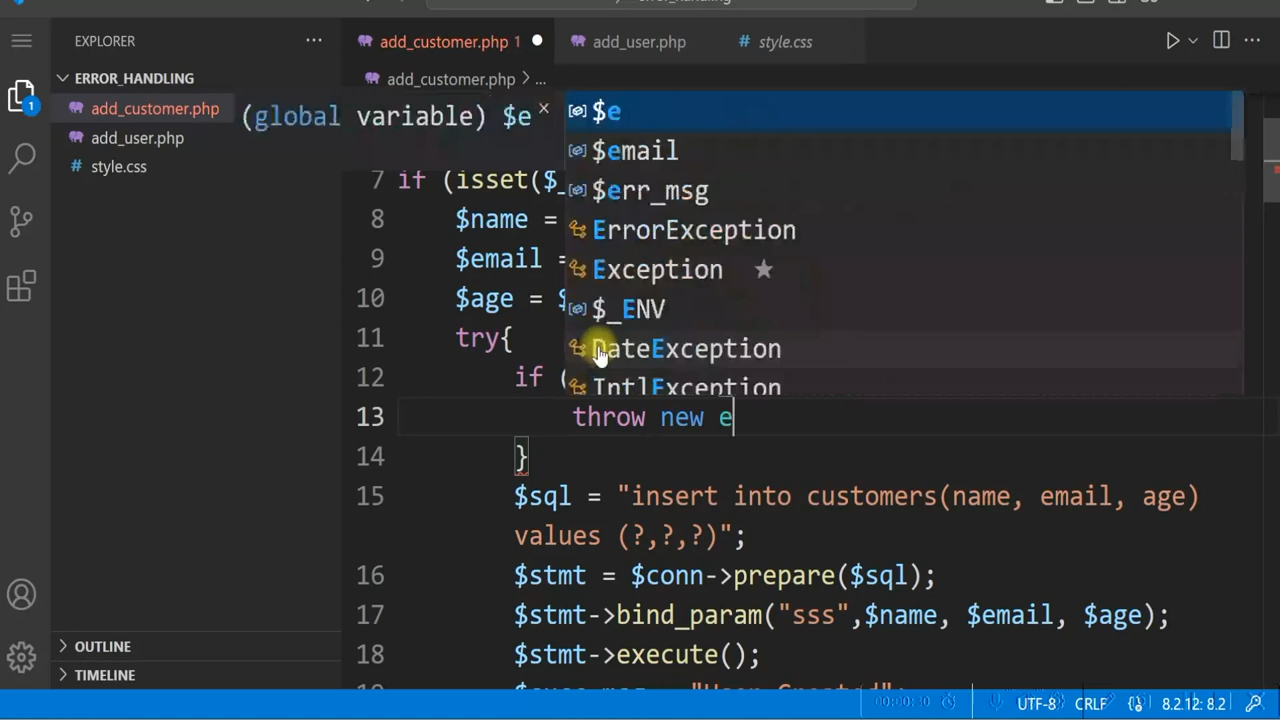 EXPLORER
add_customer.php 1
add_user.php
style.css
ERROR_HANDLING
add_customer.php > ...
add_customer.php
add_user.php
style.css
1
(global variable) $e
$e
$email
$err_msg
ErrorException
Exception
$_ENV
DateException
IntlException
7 if (isset($_
8 $name =
9 $email =
10 $age = $
11 try{
12 if (
13 throw new e
14 }
15 $sql = "insert into customers(name, email, age)
values (?,?,?)";
16 $stmt = $conn->prepare($sql);
17 $stmt->bind_param("sss",$name, $email, $age);
18 $stmt->execute();
OUTLINE
TIMELINE
00:00:30
UTF-8 CRLF 8.2.12: 8.2